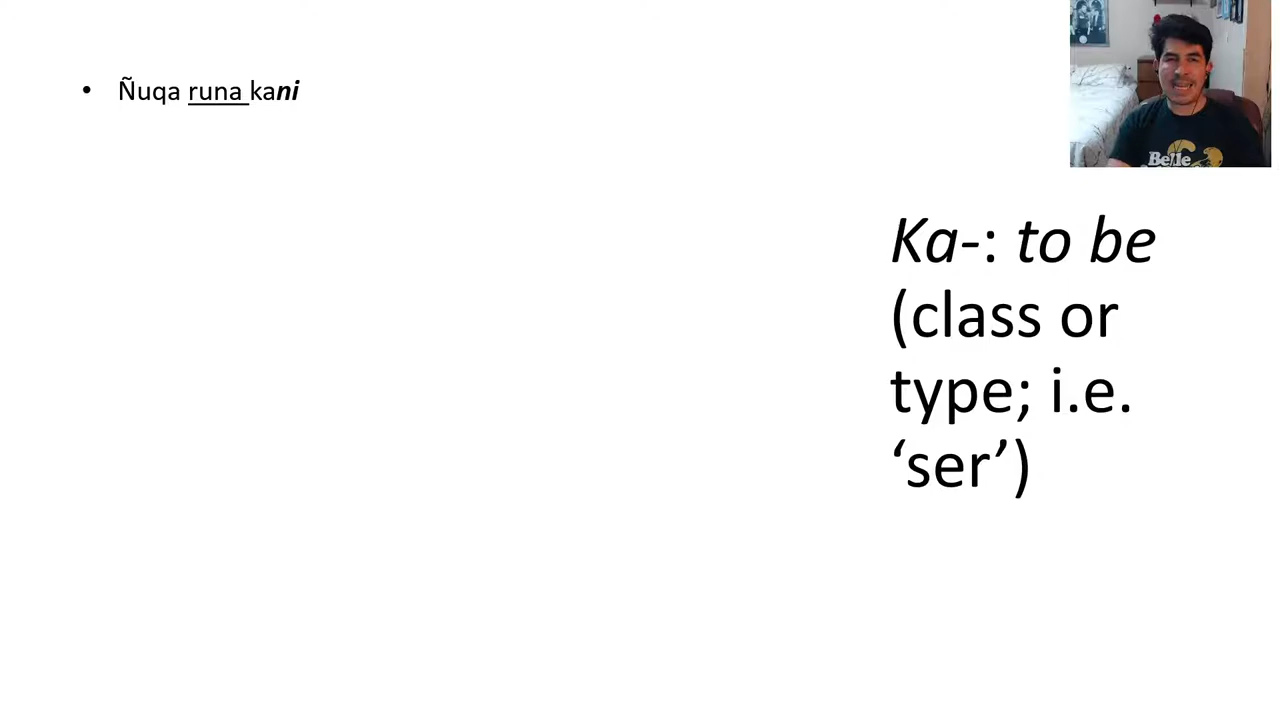 • Ñuqa runa kani
Ka-: to be
(class or
type; i.e.
‘ser’)
Belle